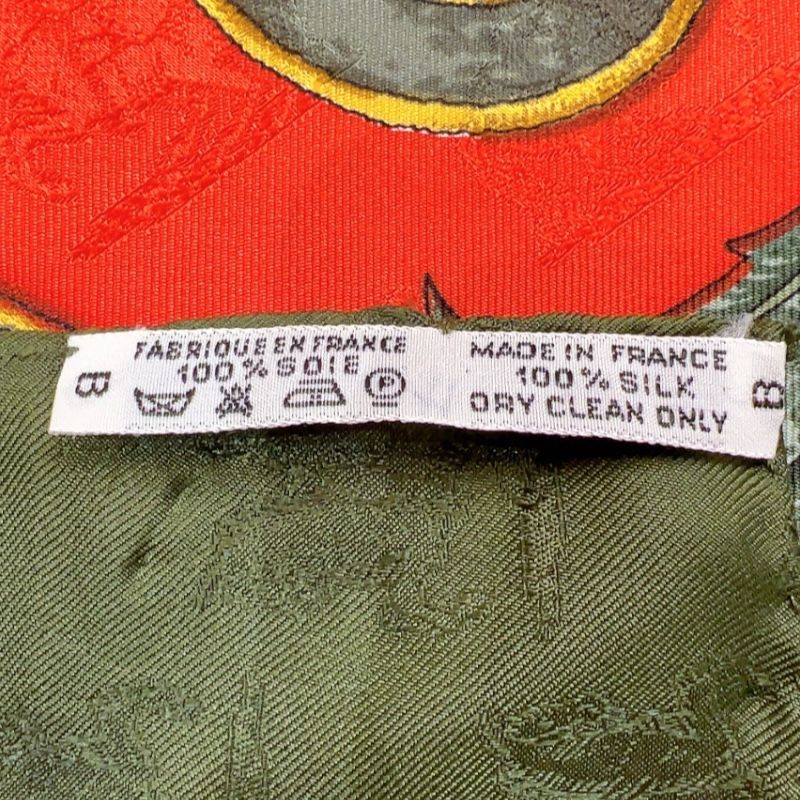 B
FABRIQUE EN FRANCE
100% SOIE
P
MADE IN FRANCE
100% SILK
DRY CLEAN ONLY
B